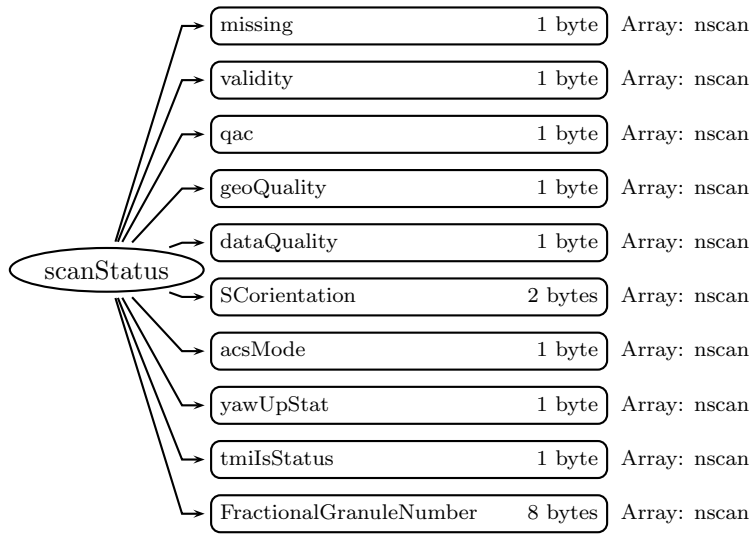 missing 1 byte Array: nscan
validity 1 byte Array: nscan
qac 1 byte Array: nscan
geoQuality 1 byte Array: nscan
dataQuality 1 byte Array: nscan
scanStatus
SCorientation 2 bytes Array: nscan
acsMode 1 byte Array: nscan
yawUpStat 1 byte Array: nscan
tmiIsStatus 1 byte Array: nscan
FractionalGranuleNumber 8 bytes Array: nscan